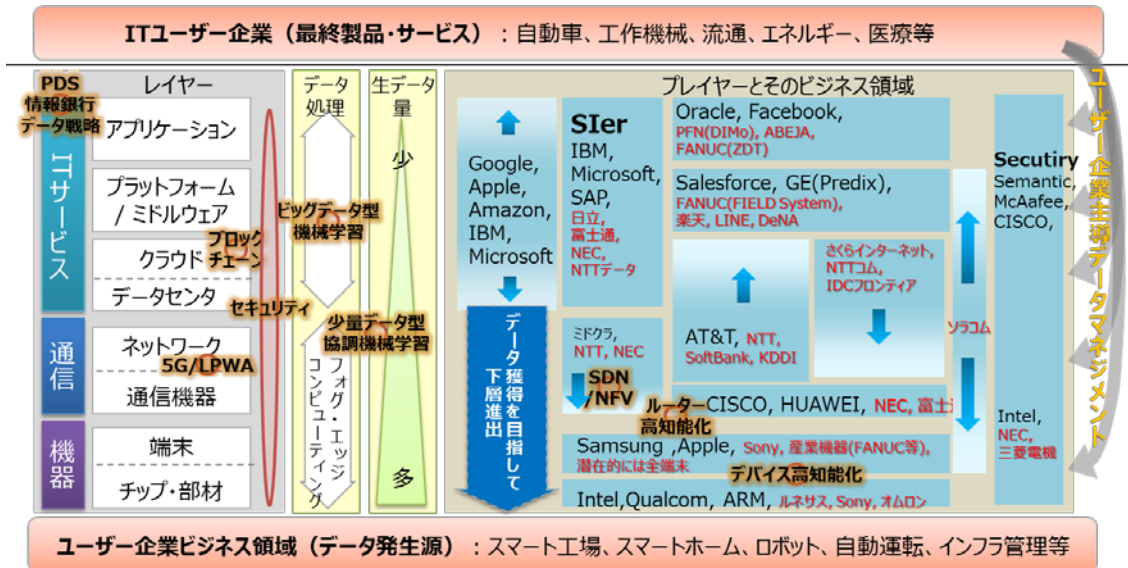 ITユーザー企業（最終製品・サービス）：自動車、工作機械、流通、エネルギー、医療等
PDS
情報銀行
データ戦略
ITサービス
通信
機器
レイヤー
アプリケーション
プラットフォーム
/ ミドルウェア
ブロック
チェーン
クラウド
データセンタ
セキュリティ
ネットワーク
5G/LPWA
通信機器
端末
チップ・部材
データ
処理
ビッグデータ型
機械学習
少量データ型
協調機械学習
フォグ・エッジ
コンピューティング
生データ
量
少
多
プレイヤーとそのビジネス領域
Google,
Apple,
Amazon,
IBM,
Microsoft
データ獲得を目指して
下層進出
SIer
IBM,
Microsoft,
SAP,
日立,
富士通,
NEC,
NTTデータ
ミドクラ,
NTT, NEC
SDN
/NFV
Oracle, Facebook,
PFN(DIMo), ABEJA,
FANUC(ZDT)
Salesforce, GE(Predix),
FANUC(FIELD System),
楽天, LINE, DeNA
AT&T, NTT,
SoftBank, KDDI
さくらインターネット,
NTTコム,
IDCフロンティア
ソラコム
ルーター
高知能化
CISCO, HUAWEI, NEC, 富士
Samsung ,Apple, Sony, 産業機器(FANUC等),
潜在的には全端末
デバイス高知能化
Intel,Qualcom, ARM, ルネサス, Sony, オムロン
Secutiry
Semantic,
McAafee,
CISCO,
Intel,
NEC,
三菱電機
ユーザー企業主導データマネジメント
ユーザー企業ビジネス領域（データ発生源）：スマート工場、スマートホーム、ロボット、自動運転、インフラ管理等